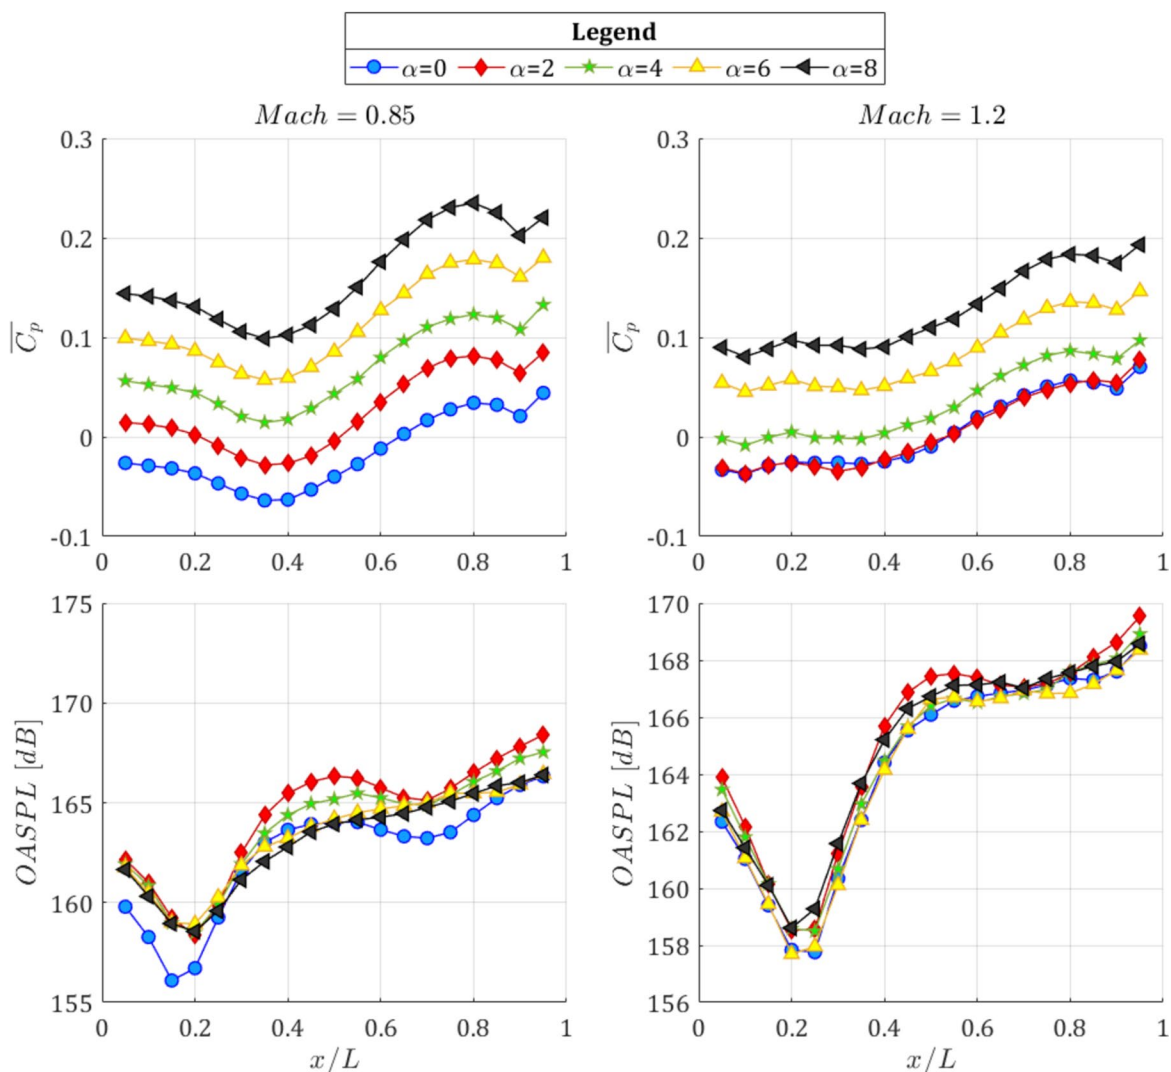 Legend
α=0 α=2 α=4 α=6 α=8
Mach = 0.85
0.3
0.2
0.1
0
-0.1
C̅p̅
0 0.2 0.4 0.6 0.8 1
Mach = 1.2
0.3
0.2
0.1
0
-0.1
C̅p̅
0 0.2 0.4 0.6 0.8 1
175
170
165
160
155
OASPL [dB]
0 0.2 0.4 0.6 0.8 1
x/L
170
168
166
164
162
160
158
156
OASPL [dB]
0 0.2 0.4 0.6 0.8 1
x/L